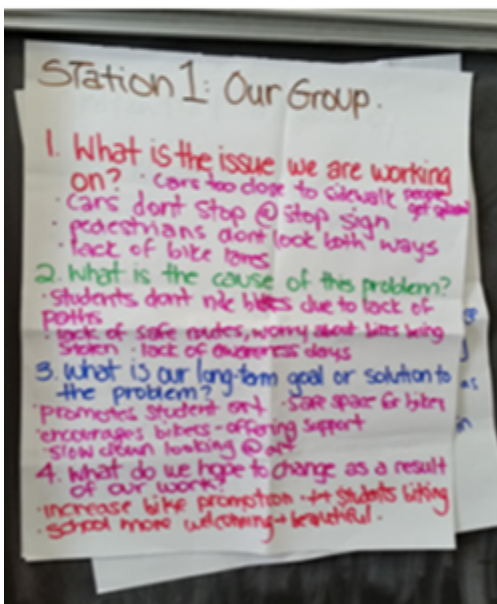 Station 1: Our Group.
1. What is the issue we are working
on? · Cars too close to sidewalk people
· cars dont stop @ stop sign get
· pedestrians dont look both ways
· lack of bike lanes
2. What is the cause of this problem?
· Students dont ride bikes due to lack of
paths
· lack of safe routes, worry about bikes being
stolen · lack of awareness days
3. What is our long-term goal or solution to
the problem?
· promotes student art · safe space for bikes
· encourages bikers - offering support
· slow down looking @ art
4. What do we hope to change as a result
of our work?
· increase bike promotion · students biking
· school more welcoming + beautiful.